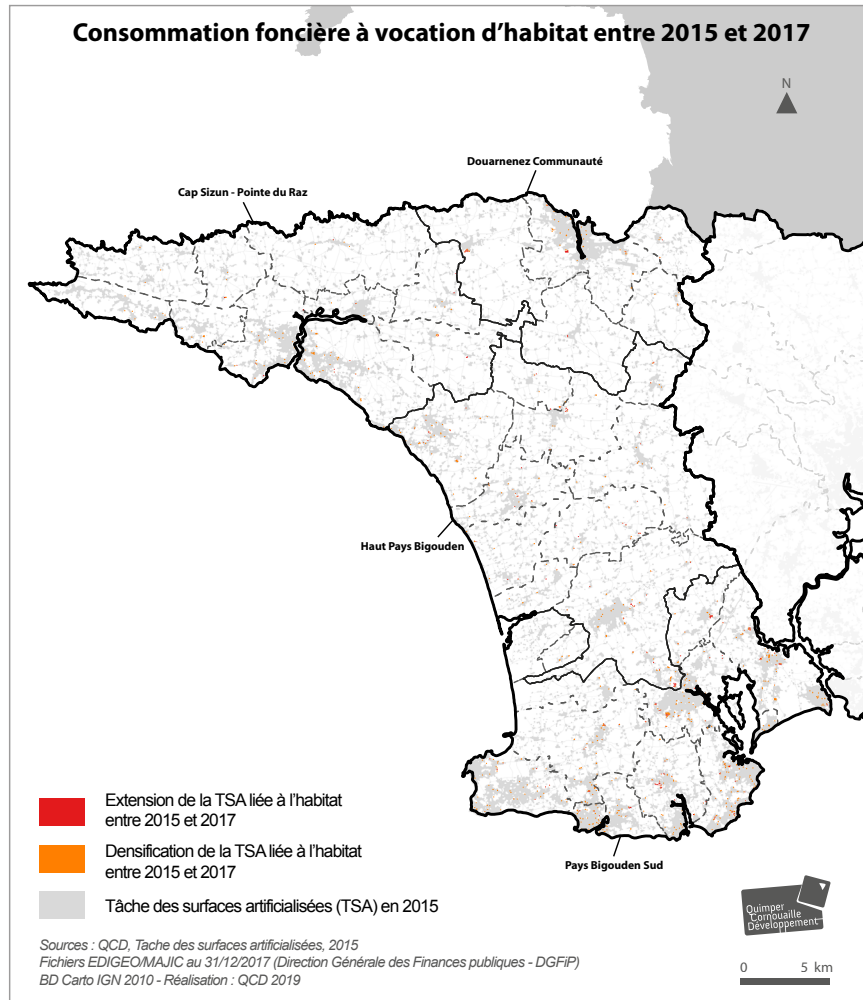 Consommation foncière à vocation d'habitat entre 2015 et 2017
N
Douarnenez Communauté
Cap Sizun - Pointe du Raz
Haut Pays Bigouden
Pays Bigouden Sud
Extension de la TSA liée à l'habitat
entre 2015 et 2017
Densification de la TSA liée à l'habitat
entre 2015 et 2017
Tâche des surfaces artificialisées (TSA) en 2015
Sources : QCD, Tache des surfaces artificialisées, 2015
Fichiers EDIGEO/MAJIC au 31/12/2017 (Direction Générale des Finances publiques - DGFiP)
BD Carto IGN 2010 - Réalisation : QCD 2019
Quimper
Cornouaille
Développement
0 5 km